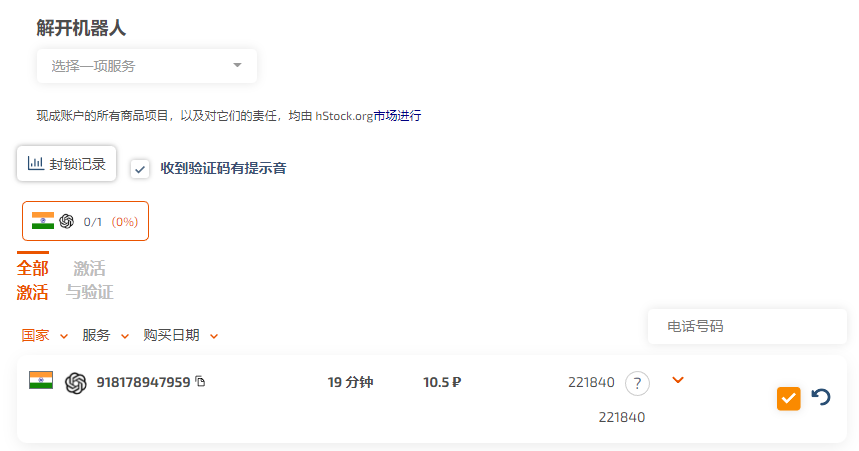 解开机器人
选择一项服务
现成账户的所有商品项目，以及对它们的责任，均由 hStock.org市场进行
封锁记录
收到验证码有提示音
0/1 (0%)
全部 激活
激活 与验证
国家 服务 购买日期
电话号码
918178947959 19 分钟 10.5 ₽ 221840 ?
221840